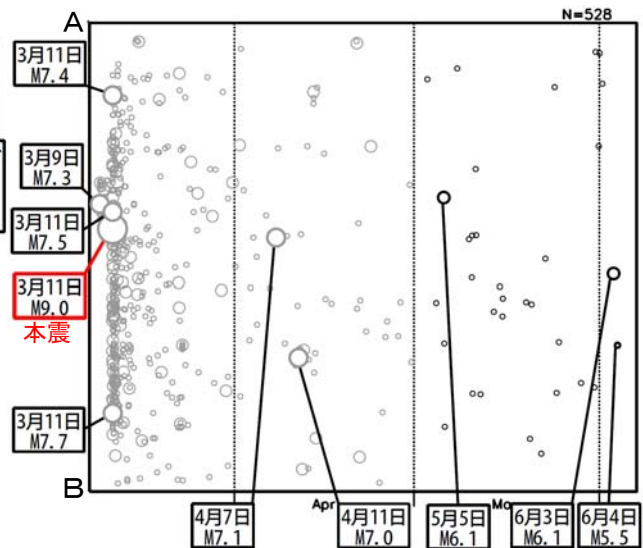 N=528
A
3月11日
M7.4
3月9日
M7.3
3月11日
M7.5
3月11日
M9.0
本震
3月11日
M7.7
B
Apr
Ma
4月7日
M7.1
4月11日
M7.0
5月5日
M6.1
6月3日
M6.1
6月4日
M5.5